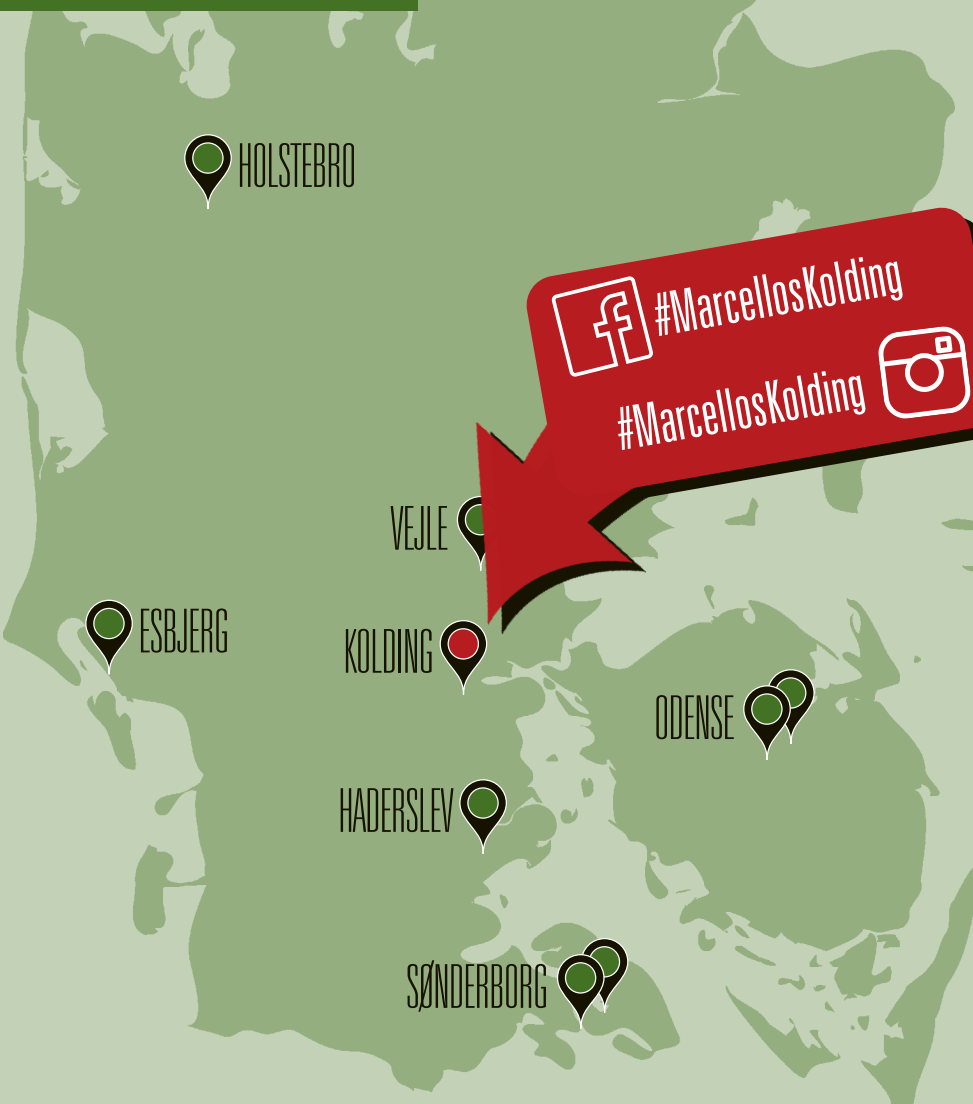 HOLSTEBRO
#MarcellosKolding
#MarcellosKolding
VEJLE
ESBJERG
KOLDING
ODENSE
HADERSLEV
SØNDERBORG